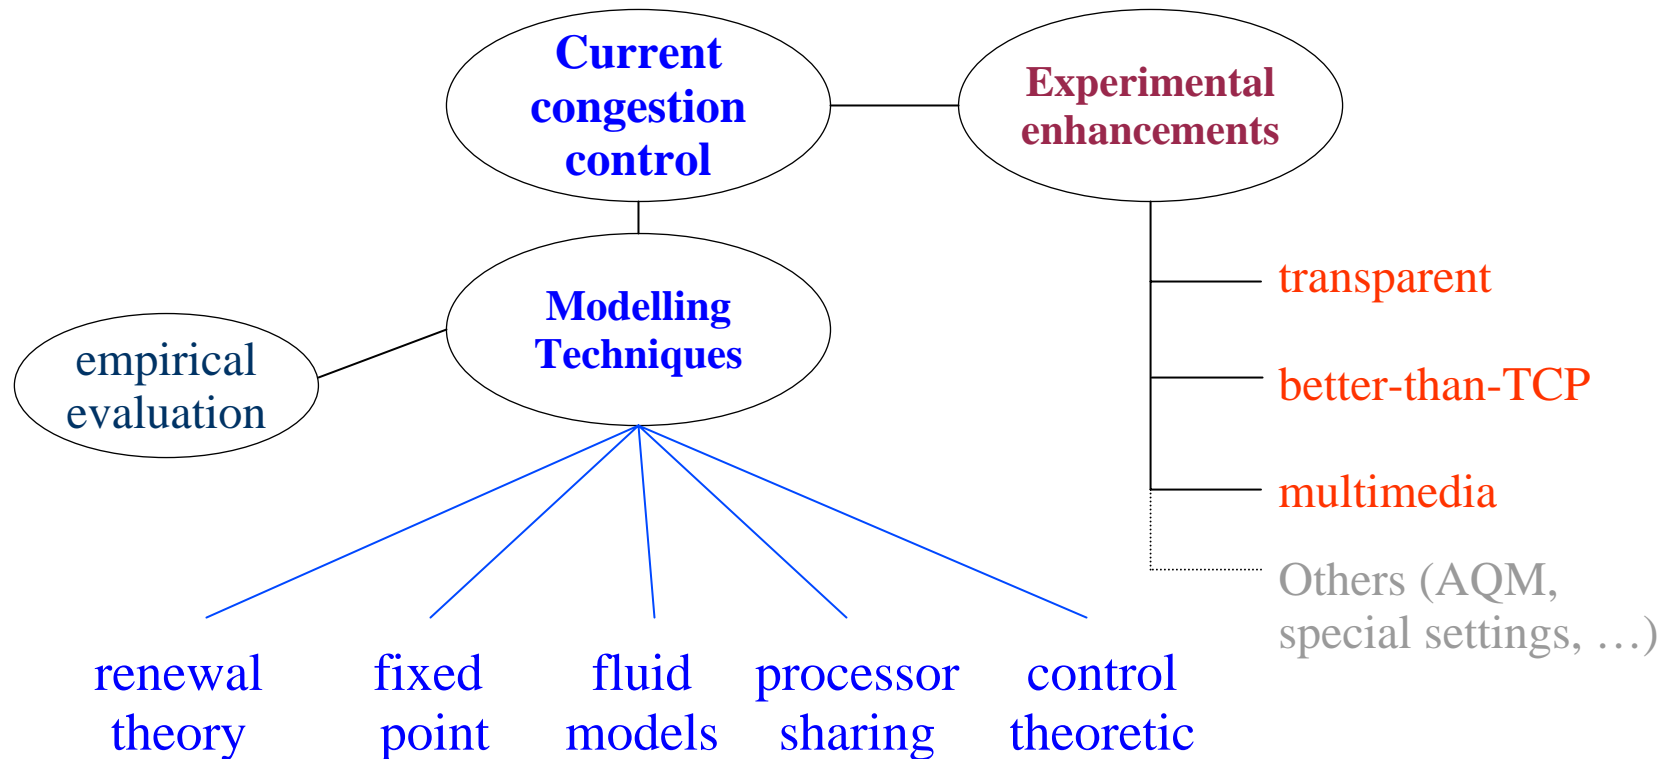 Current
congestion
control
Experimental
enhancements
Modelling
Techniques
empirical
evaluation
transparent
better-than-TCP
multimedia
Others (AQM,
special settings, …)
renewal
theory
fixed
point
fluid
models
processor
sharing
control
theoretic